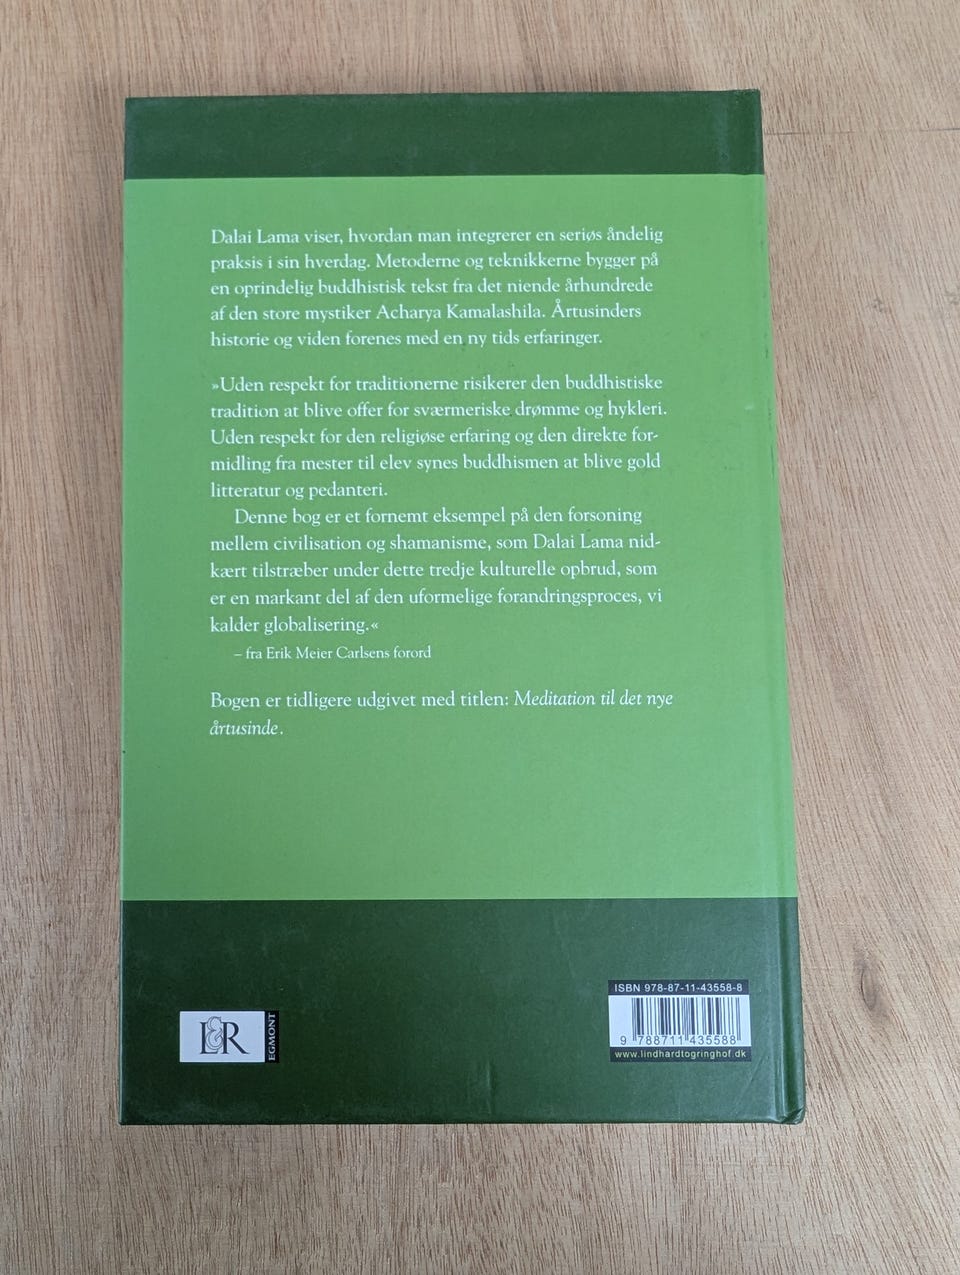 Dalai Lama viser, hvordan man integrerer en seriøs åndelig
praksis i sin hverdag. Metoderne og teknikkerne bygger på
en oprindelig buddhistisk tekst fra det niende århundrede
af den store mystiker Acharya Kamalashila. Årtusinders
historie og viden forenes med en ny tids erfaringer.
»Uden respekt for traditionerne risikerer den buddhistiske
tradition at blive offer for sværmeriske drømme og hykleri.
Uden respekt for den religiøse erfaring og den direkte for-
midling fra mester til elev synes buddhismen at blive gold
litteratur og pedanteri.
Denne bog er et fornemt eksempel på den forsoning
mellem civilisation og shamanisme, som Dalai Lama nid-
kært tilstræber under dette tredje kulturelle opbrud, som
er en markant del af den uformelige forandringsproces, vi
kalder globalisering.«
– fra Erik Meier Carlsens forord
Bogen er tidligere udgivet med titlen: Meditation til det nye
årtusinde.
L&R
EGMONT
ISBN 978-87-11-43558-8
9 788711 435588
www.lindhardtogringhof.dk